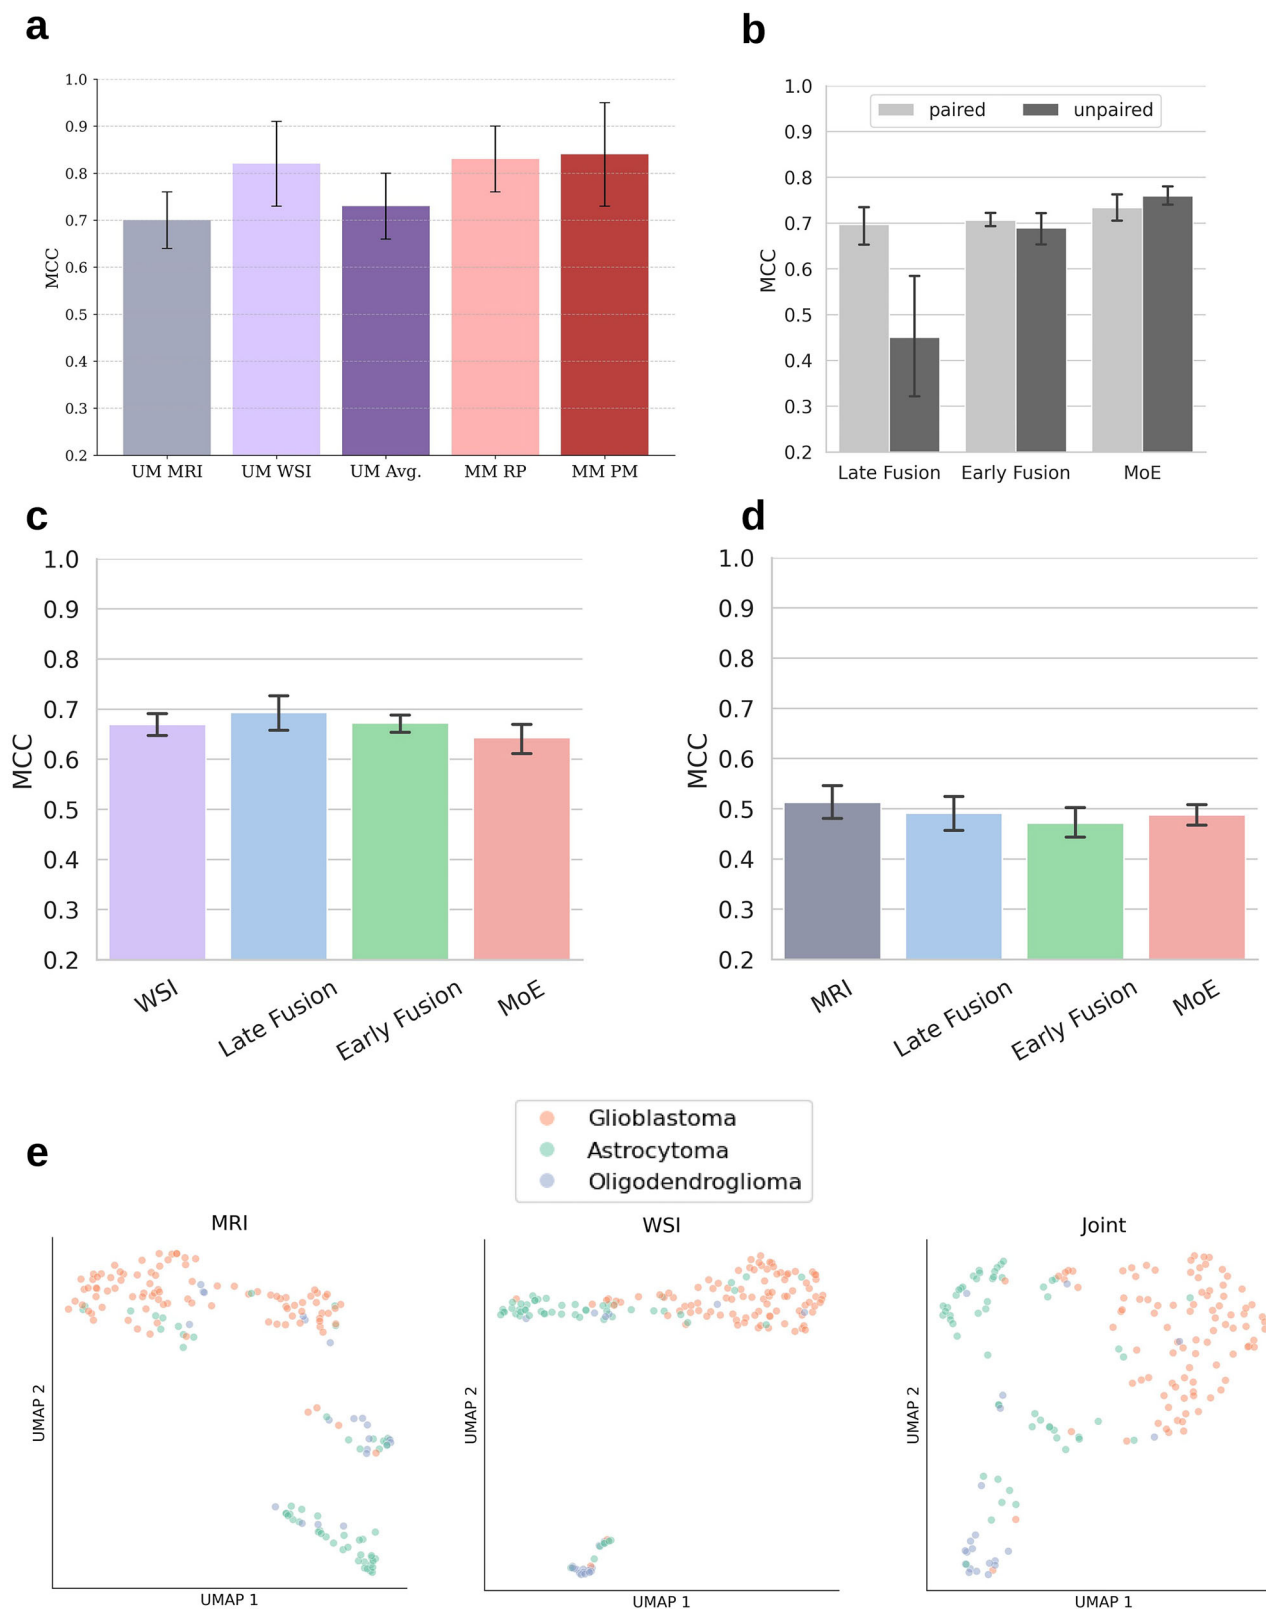 a
1.0
0.9
0.8
0.7
0.6
0.5
0.4
0.3
0.2
MCC
UM MRI UM WSI UM Avg. MM RP MM PM
b
paired unpaired
1.0
0.9
0.8
0.7
0.6
0.5
0.4
0.3
0.2
MCC
Late Fusion Early Fusion MoE
c
1.0
0.9
0.8
0.7
0.6
0.5
0.4
0.3
0.2
MCC
WSI Late Fusion Early Fusion MoE
d
1.0
0.9
0.8
0.7
0.6
0.5
0.4
0.3
0.2
MCC
MRI Late Fusion Early Fusion MoE
e
Glioblastoma
Astrocytoma
Oligodendroglioma
MRI
UMAP 2
UMAP 1
WSI
UMAP 2
UMAP 1
Joint
UMAP 2
UMAP 1